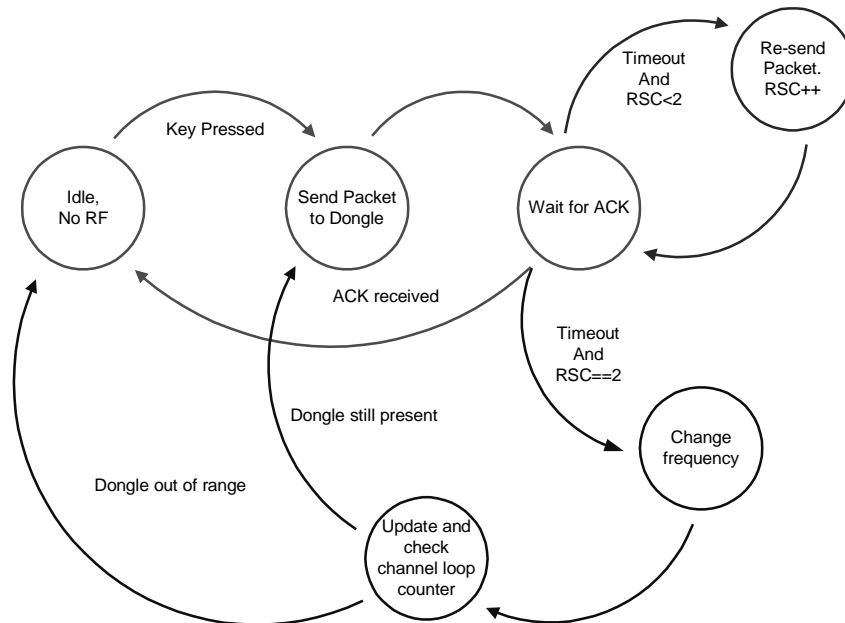 Re-send
Packet.
RSC++
Timeout
And
RSC<2
Key Pressed
Idle,
No RF
Send Packet
to Dongle
Wait for ACK
ACK received
Timeout
And
RSC==2
Dongle still present
Change
frequency
Dongle out of range
Update and
check
channel loop
counter